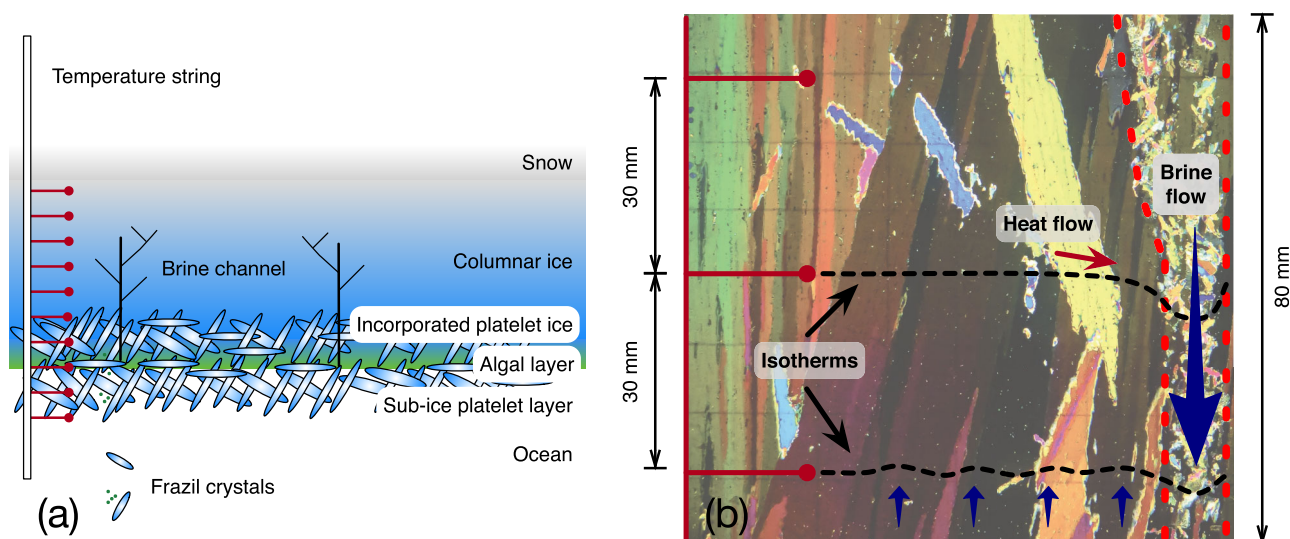 Temperature string
Snow
Brine channel
Columnar ice
Incorporated platelet ice
Algal layer
Sub-ice platelet layer
Ocean
Frazil crystals
(a)
30 mm
30 mm
Brine
flow
Heat flow
Isotherms
80 mm
(b)